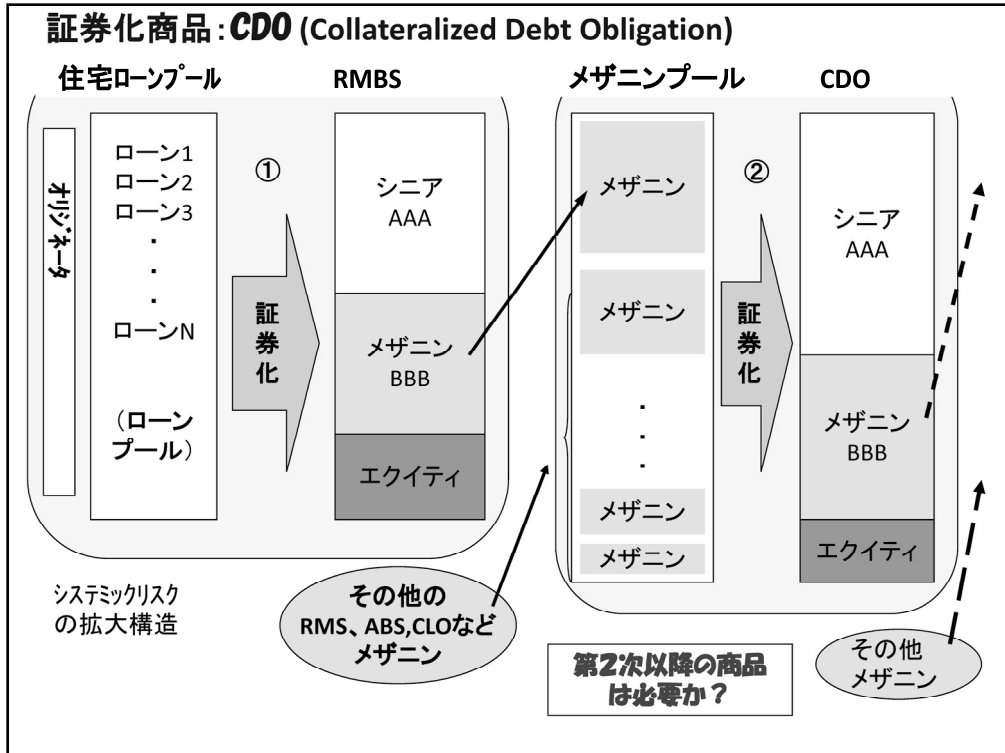 証券化商品:CDO (Collateralized Debt Obligation)
住宅ローンプール
RMBS
メザニンプール
CDO
オリジネータ
ローン1
ローン2
ローン3
・
・
・
ローンN
(ローン
プール)
①
証
券
化
シニア
AAA
メザニン
BBB
エクイティ
メザニン
メザニン
・
・
・
メザニン
メザニン
②
証
券
化
シニア
AAA
メザニン
BBB
エクイティ
システミックリスク
の拡大構造
その他の
RMS、ABS,CLOなど
メザニン
第2次以降の商品
は必要か？
その他
メザニン